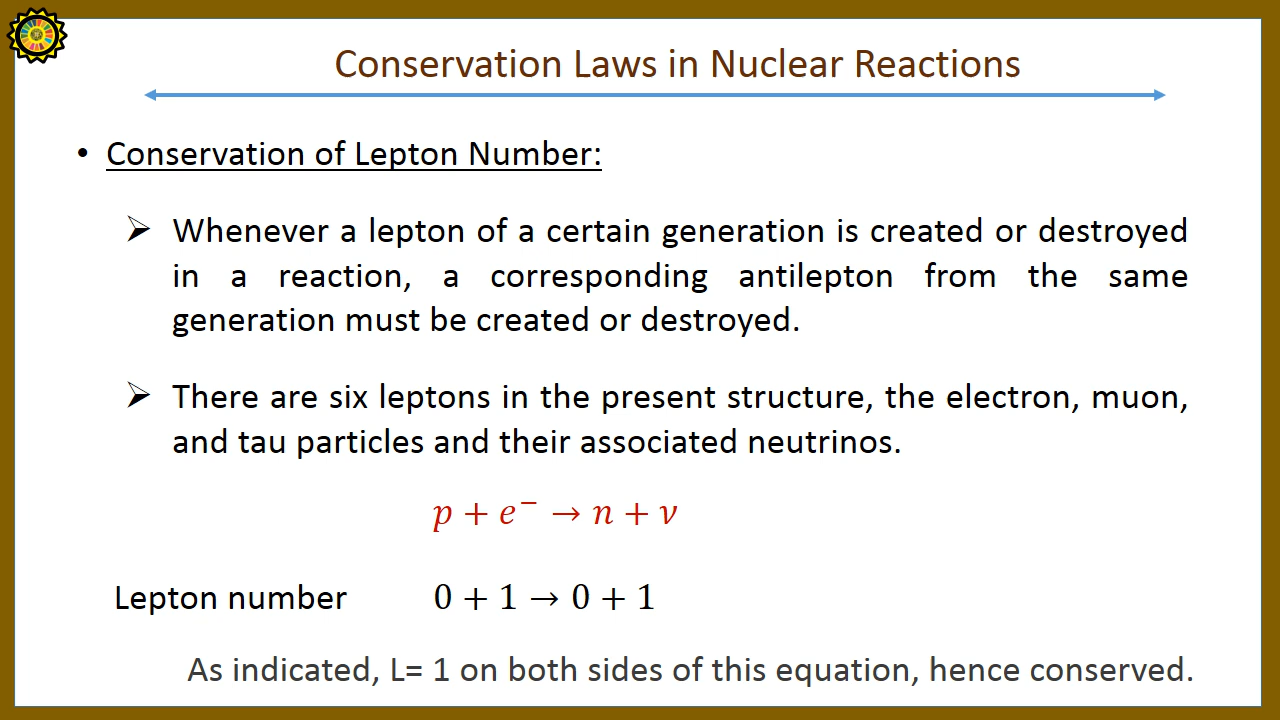 Conservation Laws in Nuclear Reactions
• Conservation of Lepton Number:
➢ Whenever a lepton of a certain generation is created or destroyed
in a reaction, a corresponding antilepton from the same
generation must be created or destroyed.
➢ There are six leptons in the present structure, the electron, muon,
and tau particles and their associated neutrinos.
p + e⁻ → n + ν
Lepton number 0 + 1 → 0 + 1
As indicated, L= 1 on both sides of this equation, hence conserved.